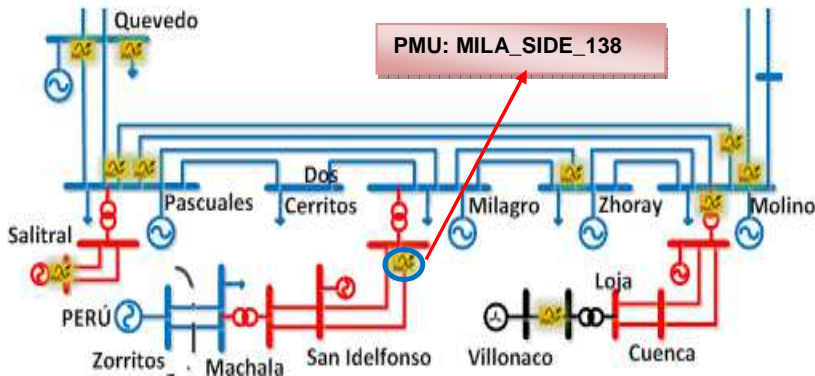 Quevedo
PMU: MILA_SIDE_138
Dos
Pascuales
Cerritos
Milagro
Zhoray
Molino
Salitral
Loja
PERÚ
Zorritos
Machala
San Idelfonso
Villonaco
Cuenca